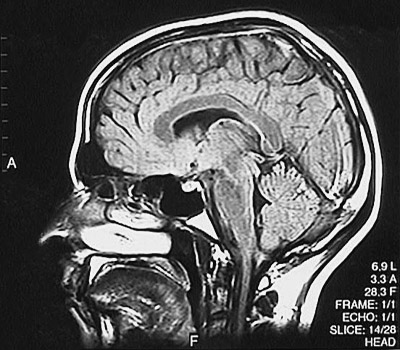 A
6,9 L
3,3 A
28,3 F
FRAME: 1/1
ECHO: 1/1
SLICE: 14/28
HEAD
F